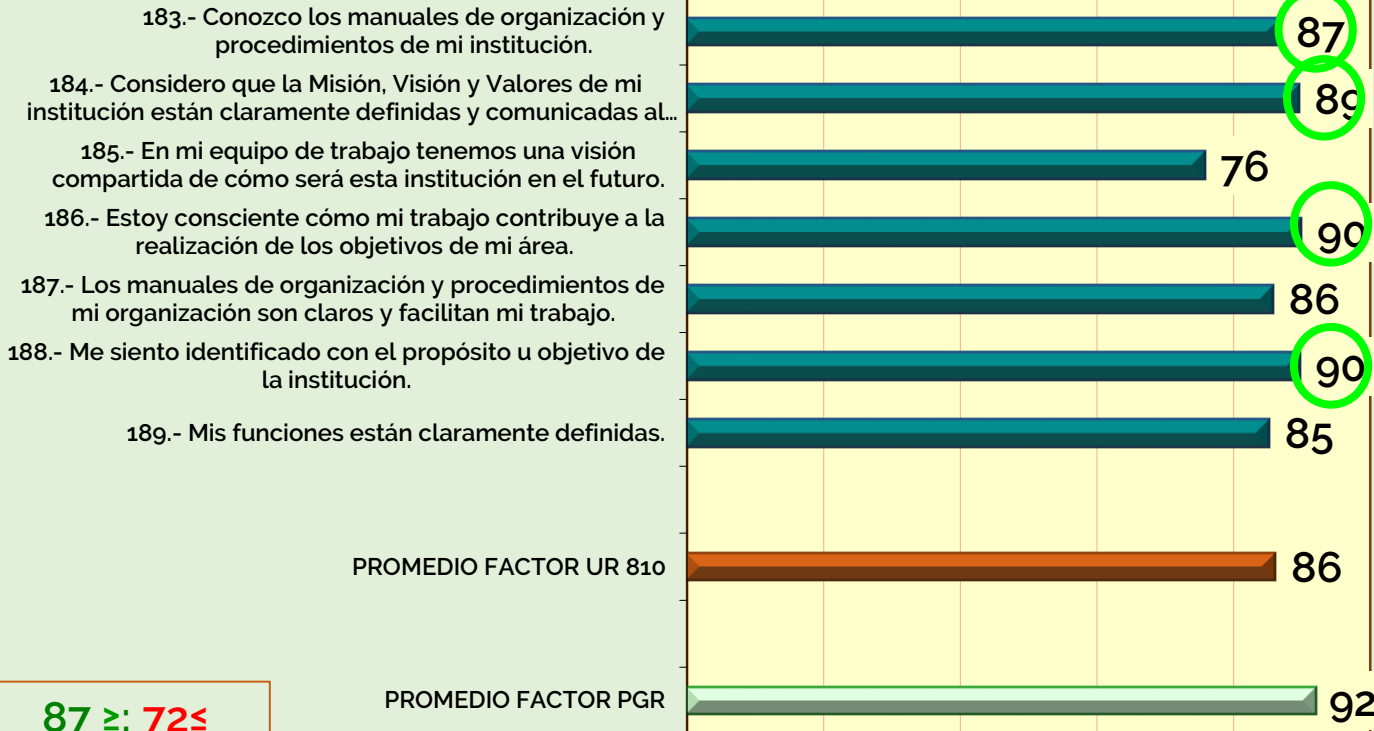 183.- Conozco los manuales de organización y
procedimientos de mi institución.
87
184.- Considero que la Misión, Visión y Valores de mi
institución están claramente definidas y comunicadas al…
89
185.- En mi equipo de trabajo tenemos una visión
compartida de cómo será esta institución en el futuro.
76
186.- Estoy consciente cómo mi trabajo contribuye a la
realización de los objetivos de mi área.
90
187.- Los manuales de organización y procedimientos de
mi organización son claros y facilitan mi trabajo.
86
188.- Me siento identificado con el propósito u objetivo de
la institución.
90
189.- Mis funciones están claramente definidas.
85
PROMEDIO FACTOR UR 810
86
PROMEDIO FACTOR PGR
92
87 ≥: 72≤